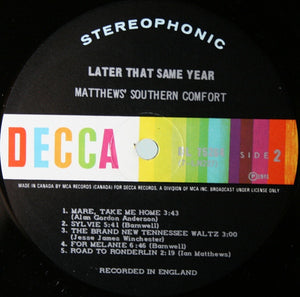 STEREOPHONIC
LATER THAT SAME YEAR
MATTHEWS' SOUTHERN COMFORT
DECCA
SIDE 2
MADE IN CANADA BY MCA RECORDS (CANADA) FOR DECCA RECORDS, A DIVISION OF MCA INC. BROADCAST UNDER LICENSE ONLY
1. MARE, TAKE ME HOME 3:43
(Alan Gordon Anderson)
2. SYLVIE 5:41 (Barnwell)
3. THE BRAND NEW TENNESSEE WALTZ 3:00
(Jesse James Winchester)
4. FOR MELANIE 6:46 (Barnwell)
5. ROAD TO RONDERLIN 2:19 (Ian Matthews)
RECORDED IN ENGLAND